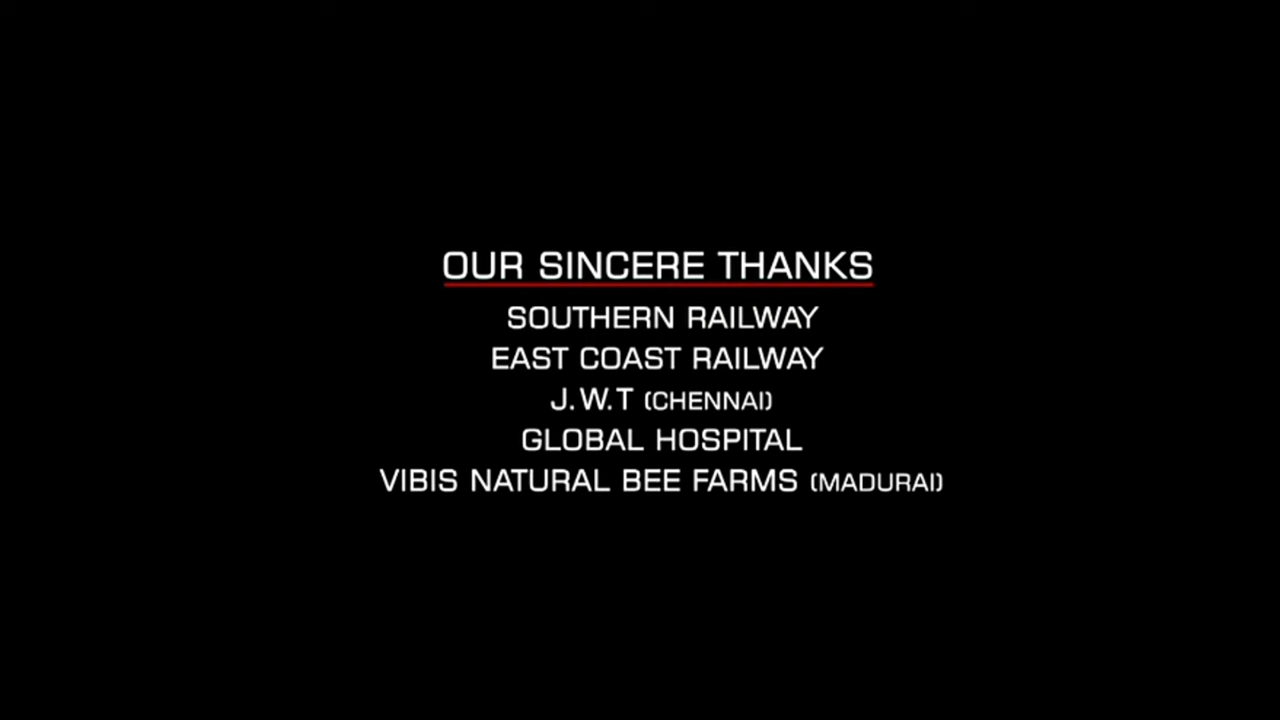 OUR SINCERE THANKS
SOUTHERN RAILWAY
EAST COAST RAILWAY
J.W.T (CHENNAI)
GLOBAL HOSPITAL
VIBIS NATURAL BEE FARMS (MADURAI)